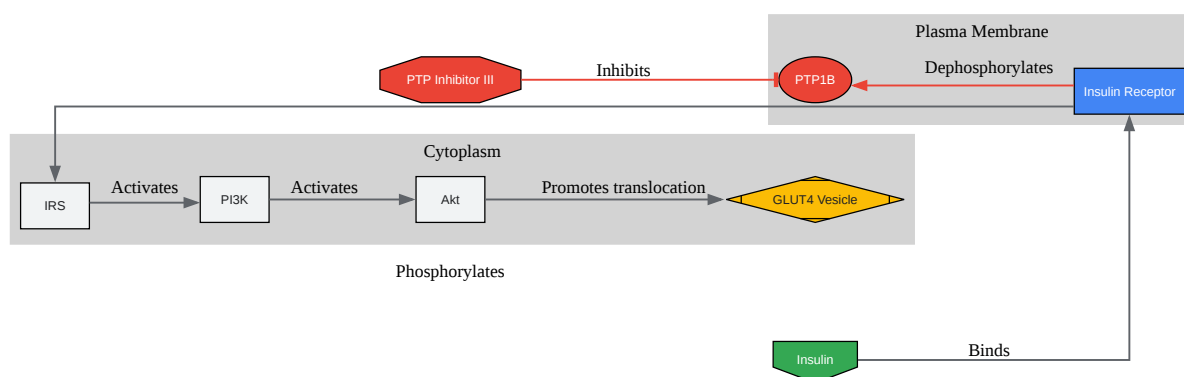 Plasma Membrane
PTP Inhibitor III
Inhibits
PTP1B
Dephosphorylates
Insulin Receptor
Cytoplasm
IRS
Activates
PI3K
Activates
Akt
Promotes translocation
GLUT4 Vesicle
Phosphorylates
Insulin
Binds